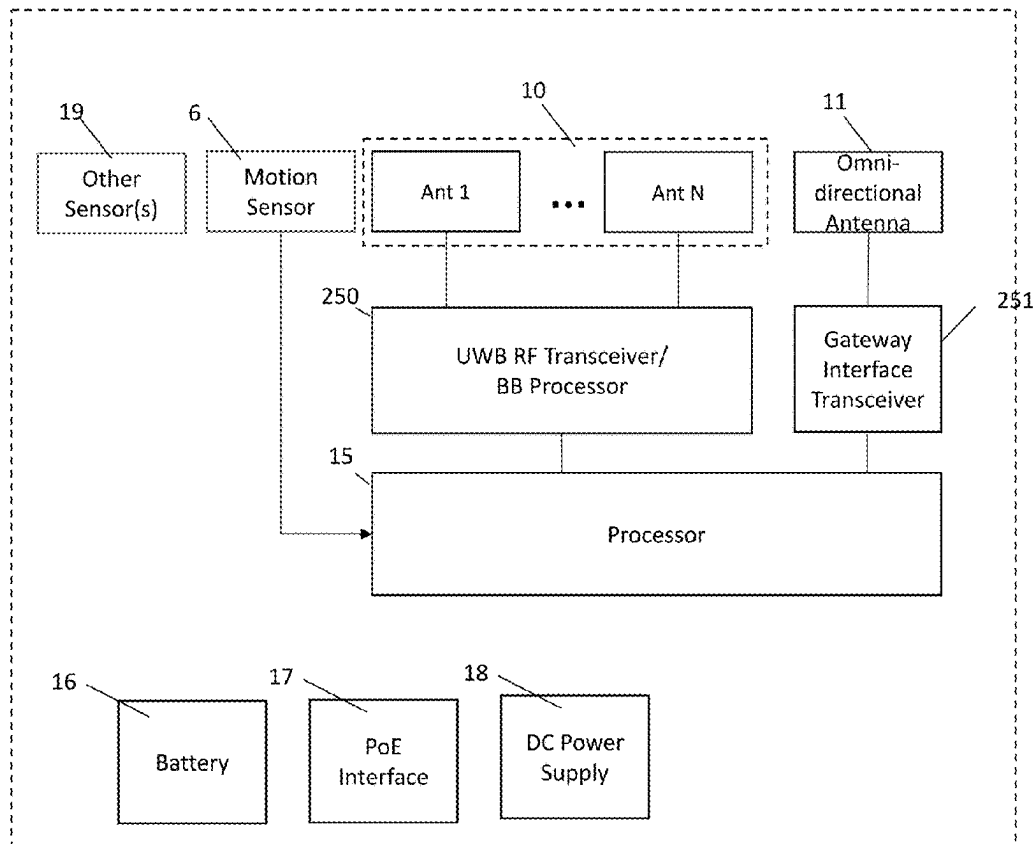 10
19
6
11
Other
Sensor(s)
Motion
Sensor
Ant 1
...
Ant N
Omni-
directional
Antenna
250
251
UWB RF Transceiver/
BB Processor
Gateway
Interface
Transceiver
15
Processor
16
17
18
Battery
PoE
Interface
DC Power
Supply